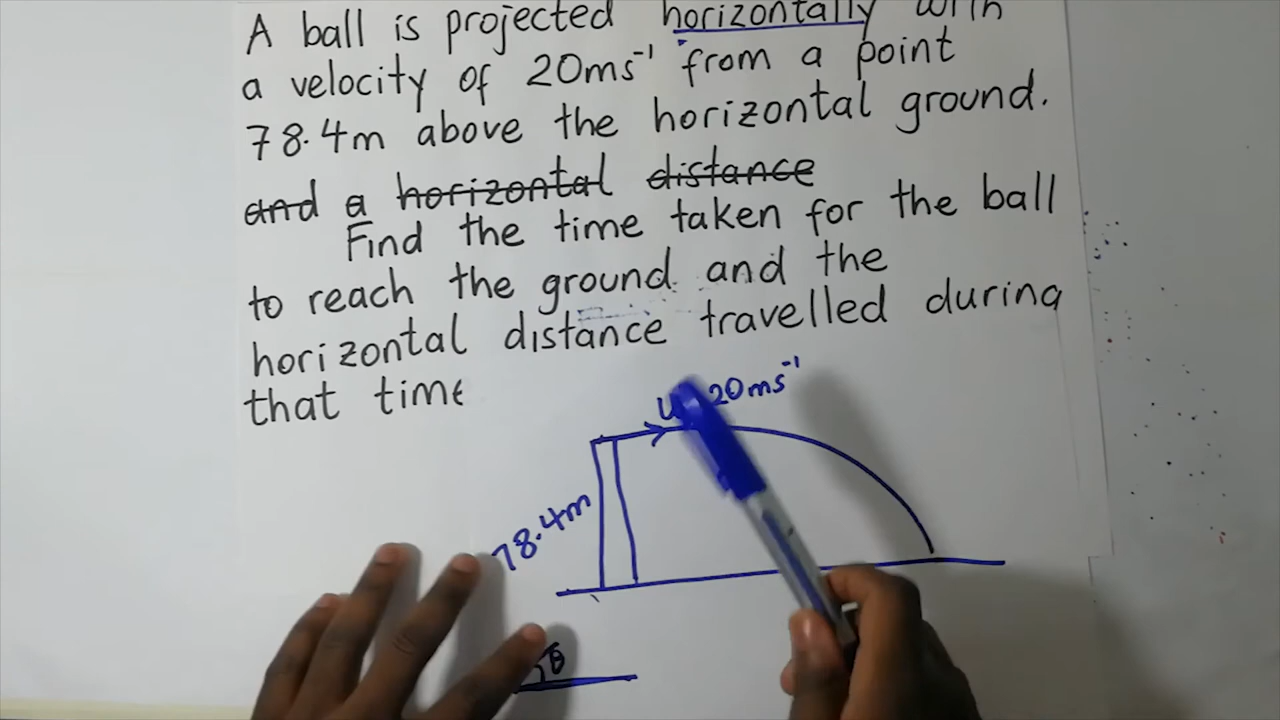 A ball is projected horizontally with
a velocity of 20ms⁻¹ from a point
78.4m above the horizontal ground.
and a horizontal distance
Find the time taken for the ball
to reach the ground and the
horizontal distance travelled during
that time
U 20ms⁻¹
78.4m
θ